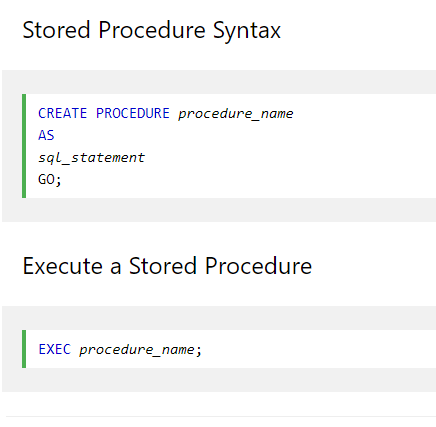 Stored Procedure Syntax
CREATE PROCEDURE procedure_name
AS
sql_statement
GO;
Execute a Stored Procedure
EXEC procedure_name;